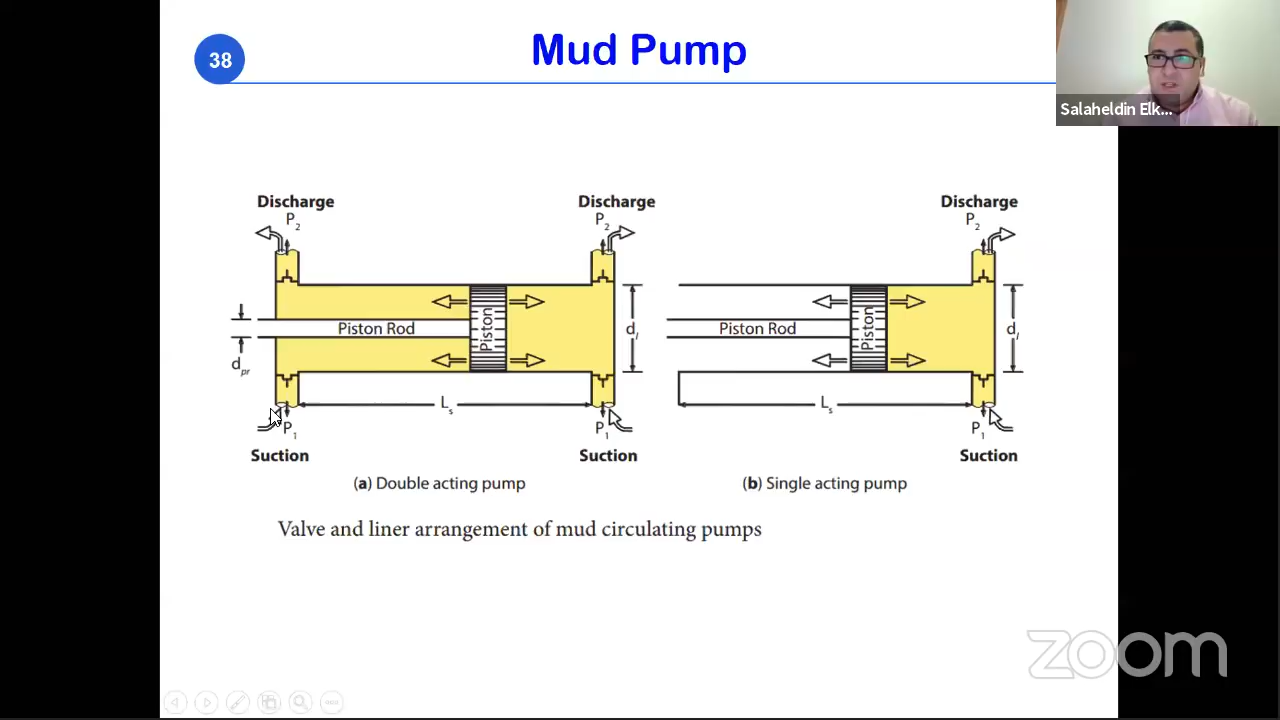 38
Mud Pump
Salaheldin Elk...
Discharge
P2
Discharge
P2
Discharge
P2
Piston Rod
Piston
dl
dpr
Piston Rod
Piston
dl
Ls
Ls
P1
P1
P1
Suction
Suction
Suction
(a) Double acting pump
(b) Single acting pump
Valve and liner arrangement of mud circulating pumps
zoom